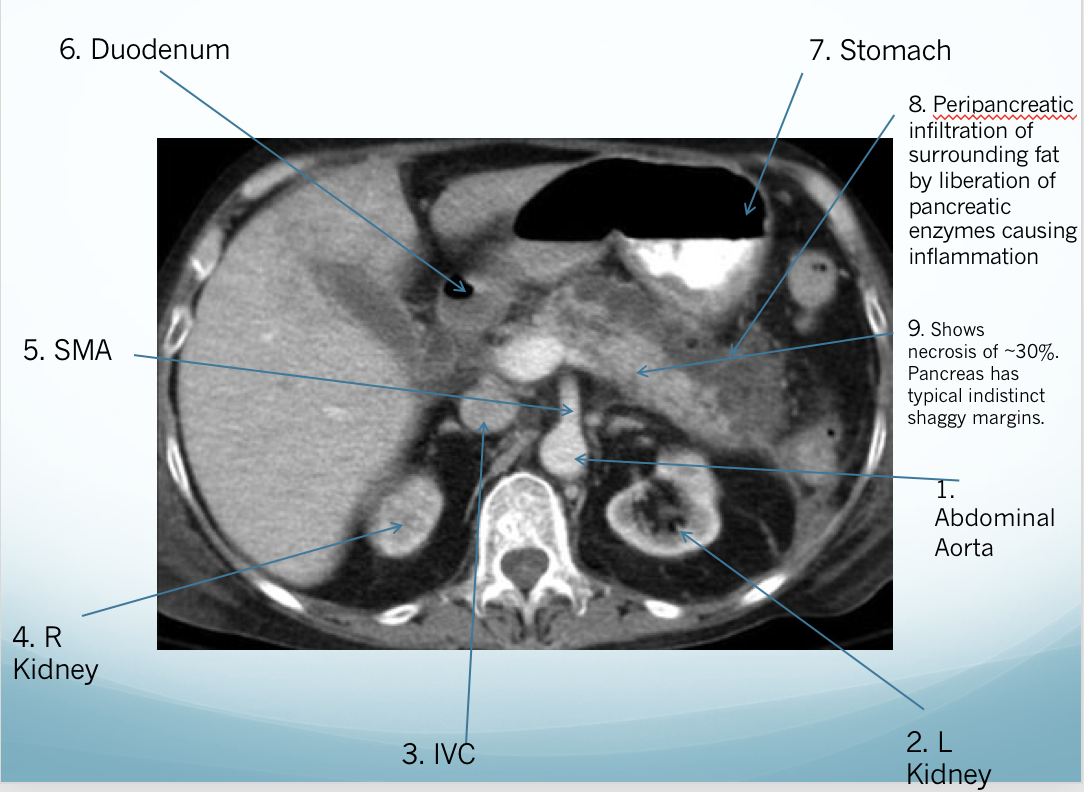 6. Duodenum
7. Stomach
8. Peripancreatic
infiltration of
surrounding fat
by liberation of
pancreatic
enzymes causing
inflammation
5. SMA
9. Shows
necrosis of ~30%.
Pancreas has
typical indistinct
shaggy margins.
1.
Abdominal
Aorta
4. R
Kidney
3. IVC
2. L
Kidney